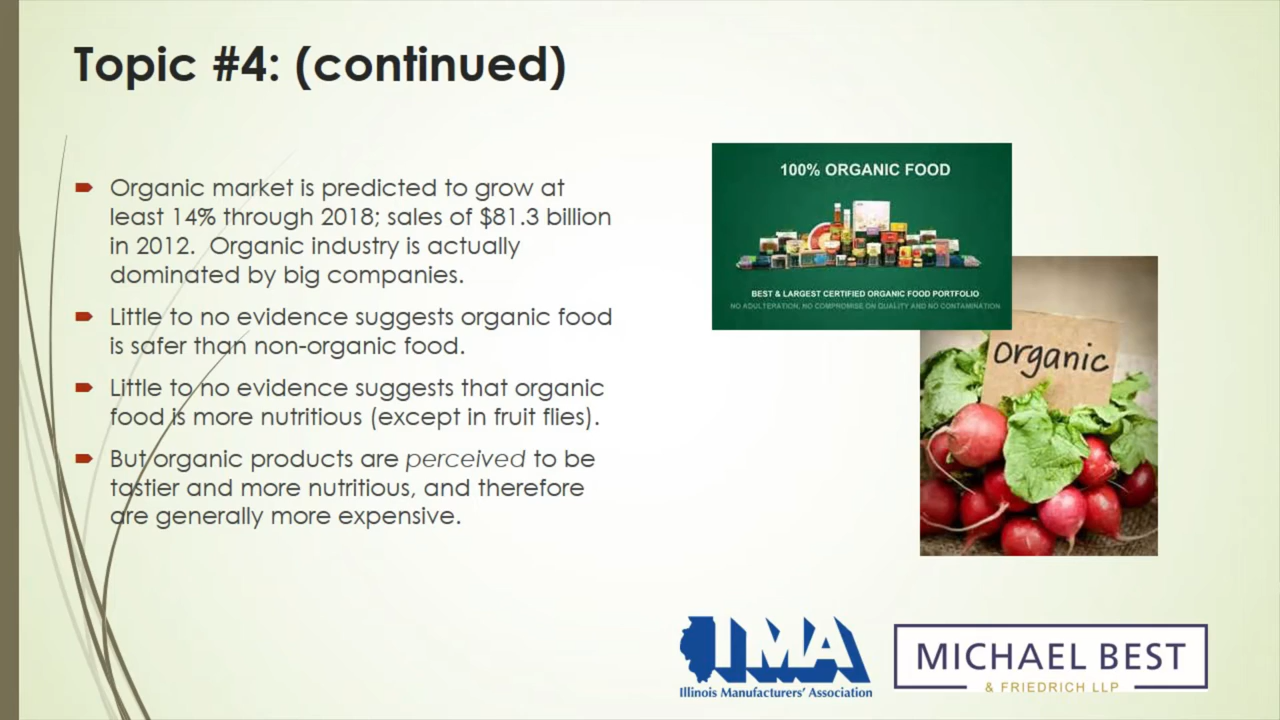 Topic #4: (continued)
Organic market is predicted to grow at
least 14% through 2018; sales of $81.3 billion
in 2012. Organic industry is actually
dominated by big companies.
Little to no evidence suggests organic food
is safer than non-organic food.
Little to no evidence suggests that organic
food is more nutritious (except in fruit flies).
But organic products are perceived to be
tastier and more nutritious, and therefore
are generally more expensive.
100% ORGANIC FOOD
BEST & LARGEST CERTIFIED ORGANIC FOOD PORTFOLIO
NO ADULTERATION, NO COMPROMISE ON QUALITY AND NO CONTAMINATION
organic
IMA
Illinois Manufacturers' Association
MICHAEL BEST
& FRIEDRICH LLP